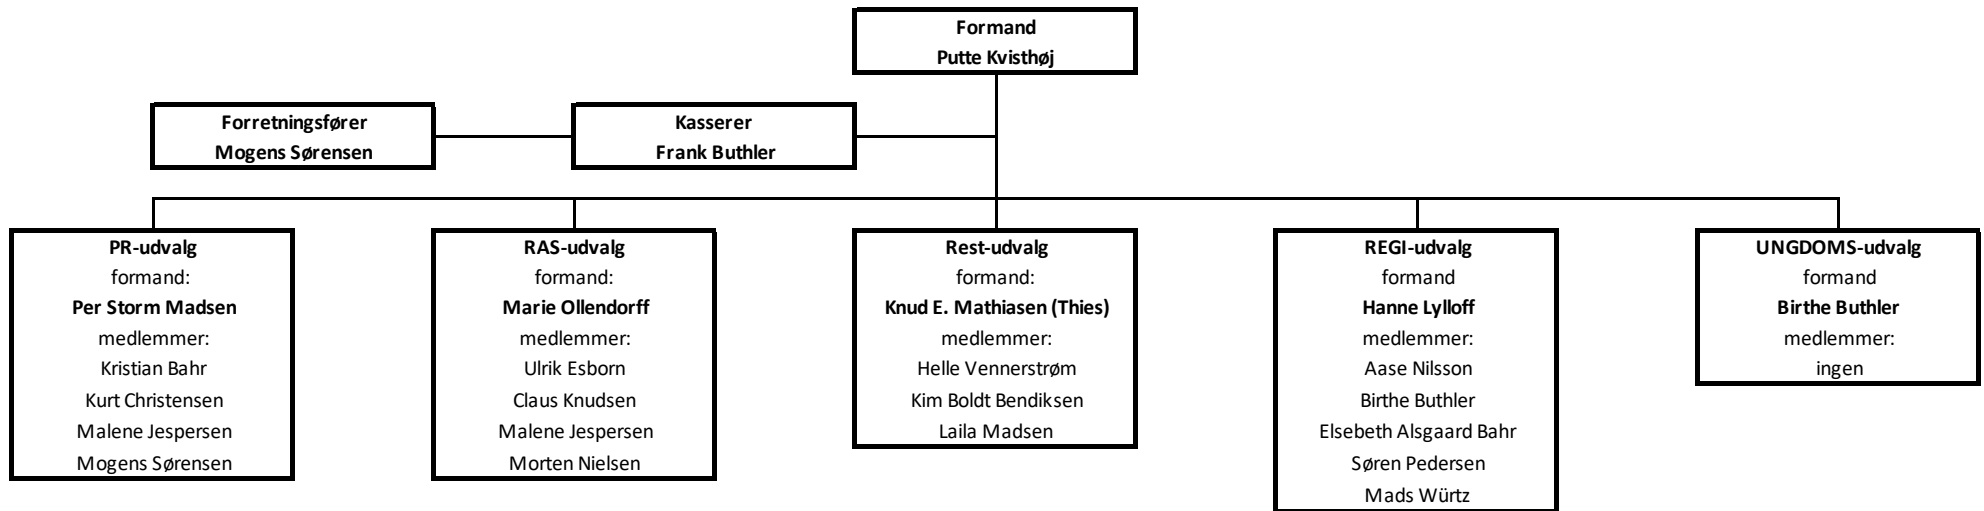 Formand
Putte Kvisthøj
Forretningsfører
Mogens Sørensen
Kasserer
Frank Buthler
PR-udvalg
formand:
Per Storm Madsen
medlemmer:
Kristian Bahr
Kurt Christensen
Malene Jespersen
Mogens Sørensen
RAS-udvalg
formand:
Marie Ollendorff
medlemmer:
Ulrik Esborn
Claus Knudsen
Malene Jespersen
Morten Nielsen
Rest-udvalg
formand:
Knud E. Mathiasen (Thies)
medlemmer:
Helle Vennerstrøm
Kim Boldt Bendiksen
Laila Madsen
REGI-udvalg
formand
Hanne Lylloff
medlemmer:
Aase Nilsson
Birthe Buthler
Elsebeth Alsgaard Bahr
Søren Pedersen
Mads Würtz
UNGDOMS-udvalg
formand
Birthe Buthler
medlemmer:
ingen